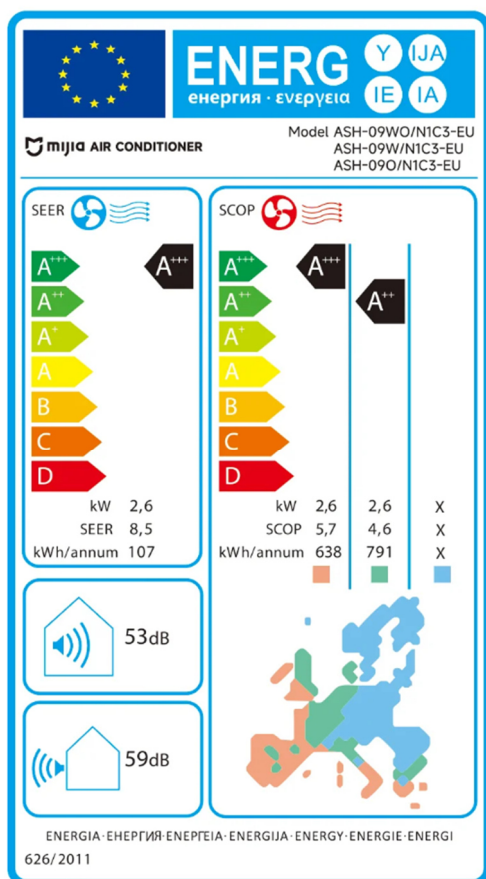 ENERG
енергия · ενεργεια
Y IJA
IE IA
mijia AIR CONDITIONER
Model ASH-09WO/N1C3-EU
ASH-09W/N1C3-EU
ASH-09O/N1C3-EU
SEER
A+++ A+++
A++
A+
A
B
C
D
kW 2,6
SEER 8,5
kWh/annum 107
SCOP
A+++ A+++
A++ A++
A+
A
B
C
D
kW 2,6 2,6 X
SCOP 5,7 4,6 X
kWh/annum 638 791 X
53dB
59dB
ENERGIA·ЕНЕРГИЯ·ΕΝΕΡΓΕΙΑ·ENERGIJA·ENERGY·ENERGIE·ENERGI
626/2011